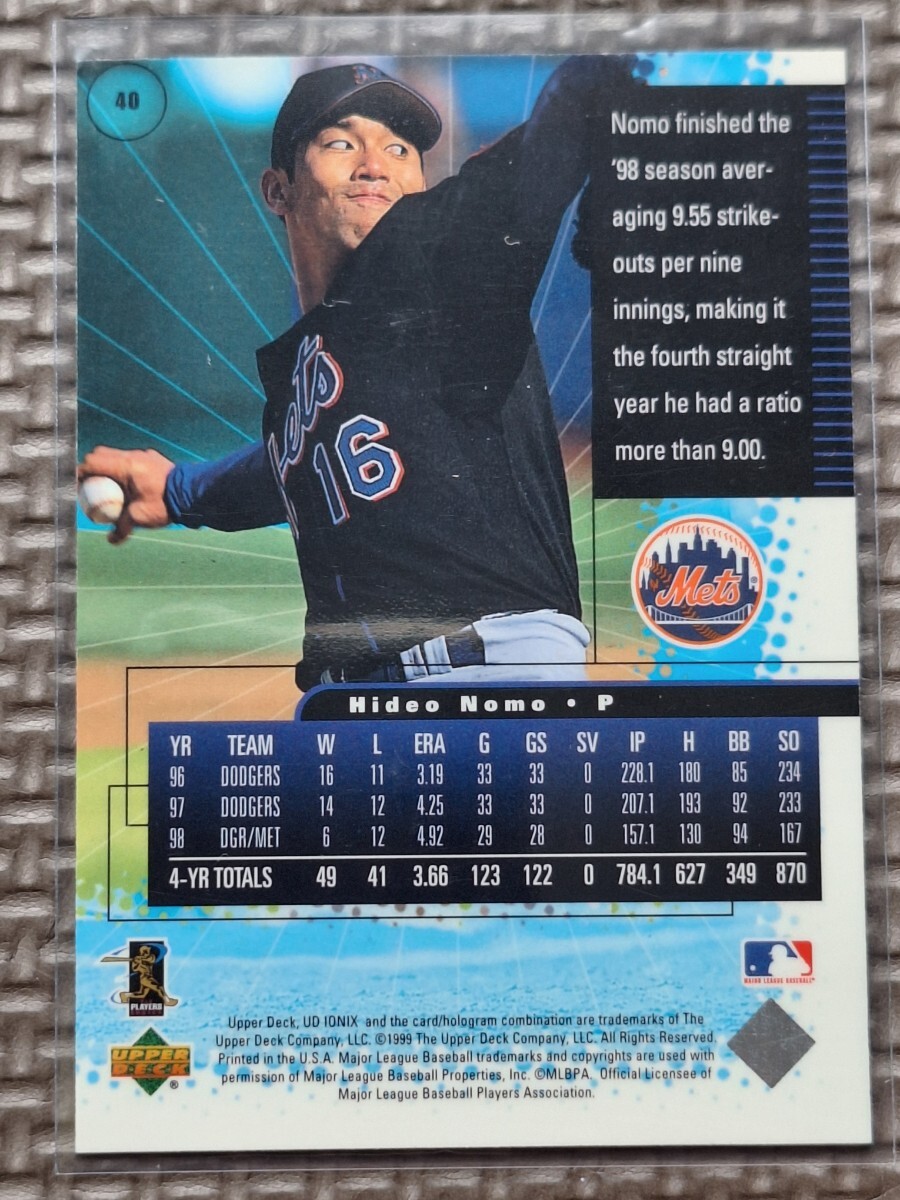 40
Nomo finished the
'98 season aver-
aging 9.55 strike-
outs per nine
innings, making it
the fourth straight
year he had a ratio
more than 9.00.
Mets
16
Mets
Hideo Nomo • P
YR TEAM W L ERA G GS SV IP H BB SO
96 DODGERS 16 11 3.19 33 33 0 228.1 180 85 234
97 DODGERS 14 12 4.25 33 33 0 207.1 193 92 233
98 DGR/MET 6 12 4.92 29 28 0 157.1 130 94 167
4-YR TOTALS 49 41 3.66 123 122 0 784.1 627 349 870
PLAYERS
MAJOR LEAGUE BASEBALL
UPPER
DECK®
Upper Deck, UD IONIX and the card/hologram combination are trademarks of The
Upper Deck Company, LLC. ©1999 The Upper Deck Company, LLC. All Rights Reserved.
Printed in the U.S.A. Major League Baseball trademarks and copyrights are used with
permission of Major League Baseball Properties, Inc. ©MLBPA. Official Licensee of
Major League Baseball Players Association.